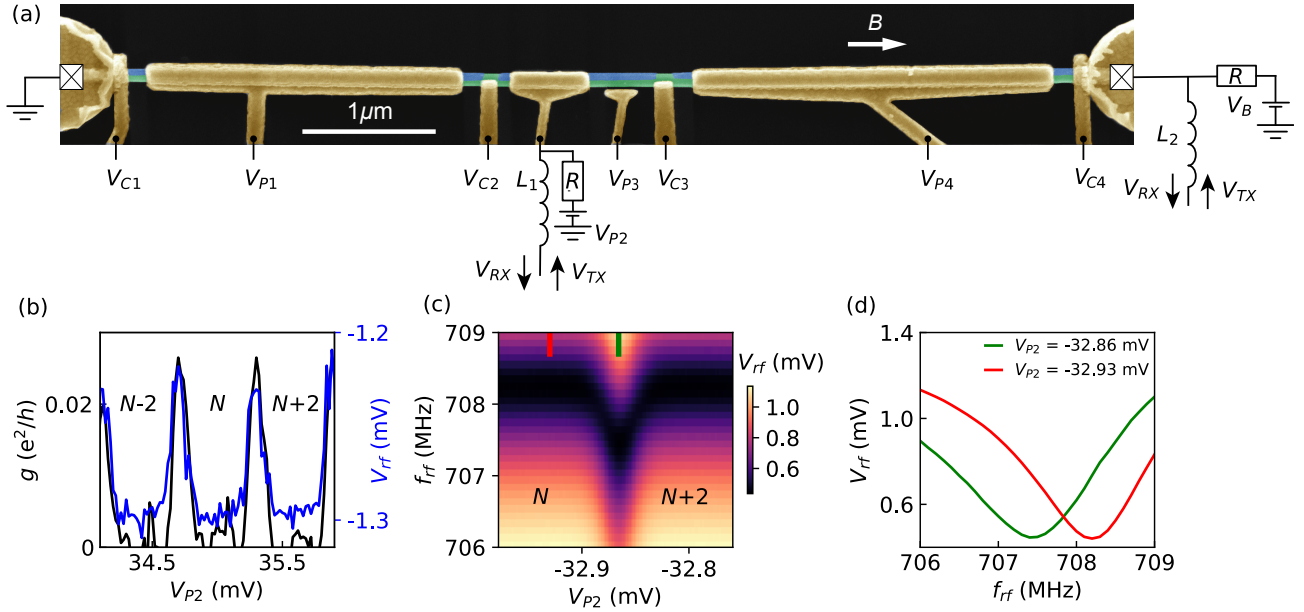 (a)
B
1µm
R
V_B
L_2
V_RX
V_TX
V_C1
V_P1
V_C2
L_1
R
V_P3
V_C3
V_P4
V_C4
V_P2
V_RX
V_TX
(b)
N-2
N
N+2
0.02
0
g (e²/h)
-1.2
-1.3
V_rf (mV)
34.5
35.5
V_P2 (mV)
(c)
709
708
707
706
f_rf (MHz)
N
N+2
-32.9
-32.8
V_P2 (mV)
V_rf (mV)
1.0
0.8
0.6
(d)
1.4
1.0
0.6
V_rf (mV)
V_P2 = -32.86 mV
V_P2 = -32.93 mV
706
707
708
709
f_rf (MHz)